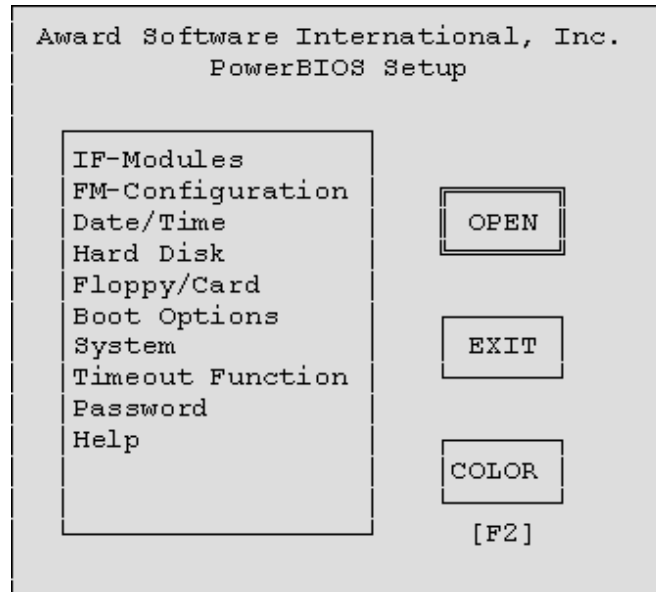 Award Software International, Inc.
PowerBIOS Setup
IF-Modules
FM-Configuration
Date/Time
Hard Disk
Floppy/Card
Boot Options
System
Timeout Function
Password
Help
OPEN
EXIT
COLOR
[F2]